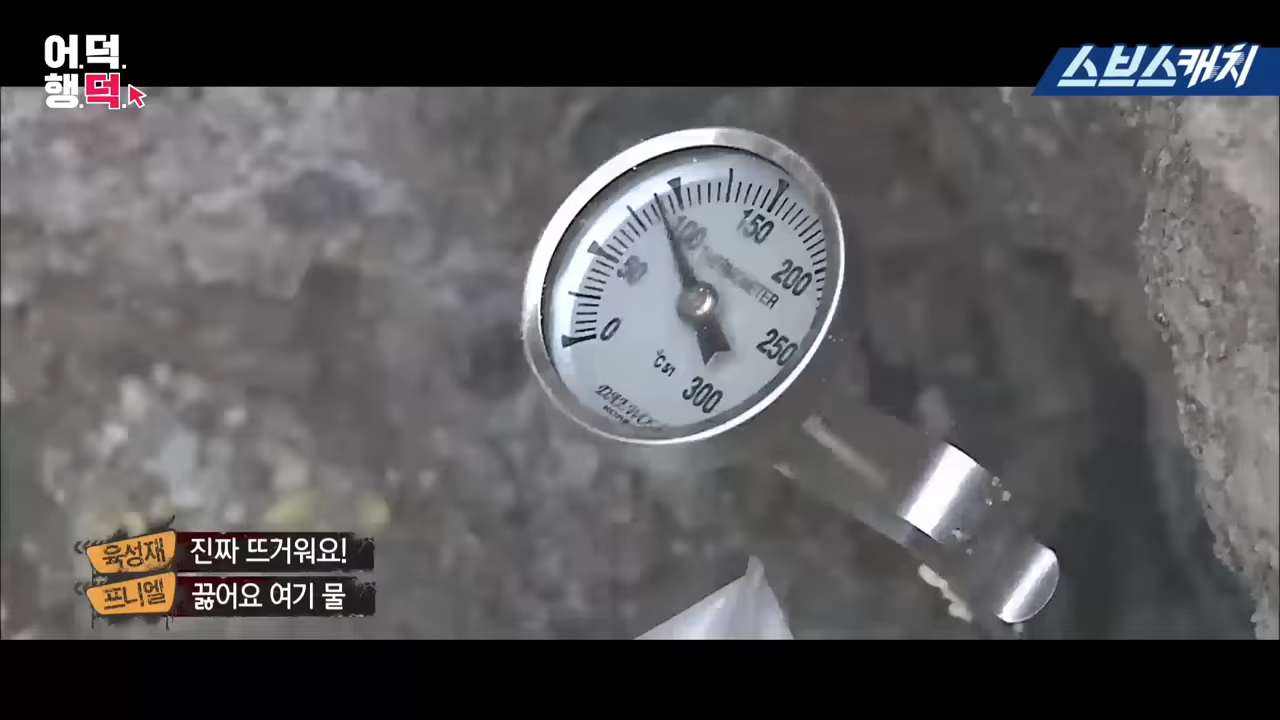 어.덕.
행.덕.
스브스캐치
0
50
100
150
200
250
300
THERMOMETER
°C
육성재 진짜 뜨거워요!
프니엘 끓어요 여기 물